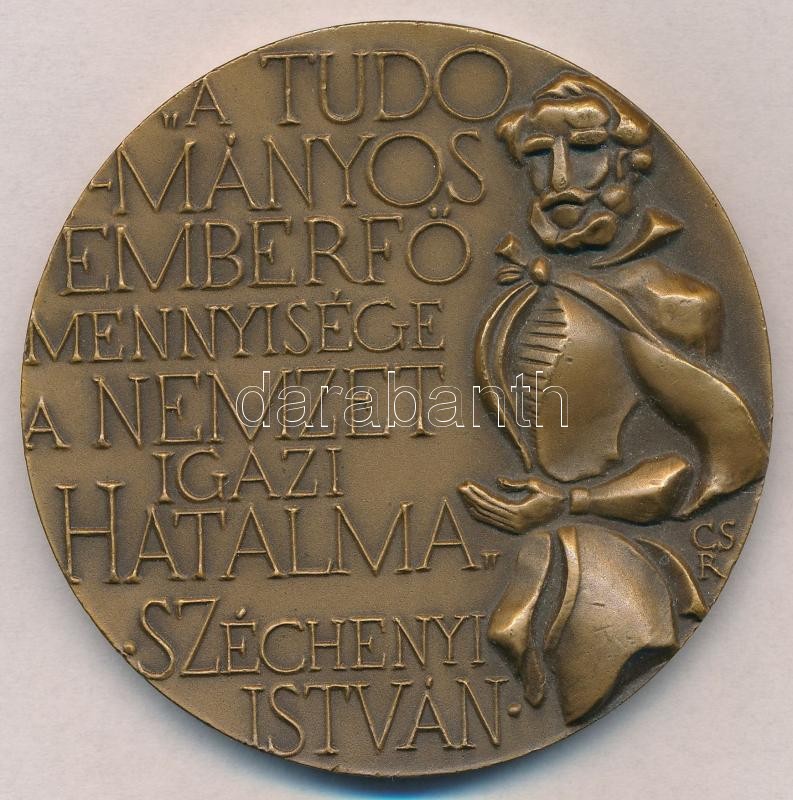 „A TUDO
-MÁNYOS
EMBERFŐ
MENNYISÉGE
A NEMZET
IGAZI
HATALMA„
·SZÉCHENYI
ISTVÁN·
CS
R
darabanth